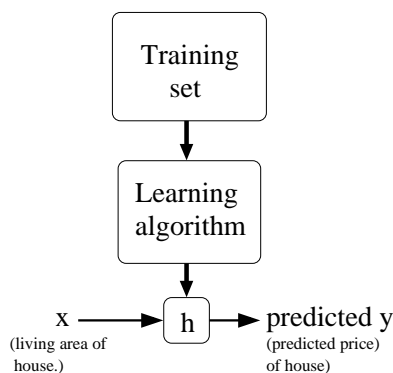 Training
set
Learning
algorithm
x
h
predicted y
(living area of
house.)
(predicted price)
of house)